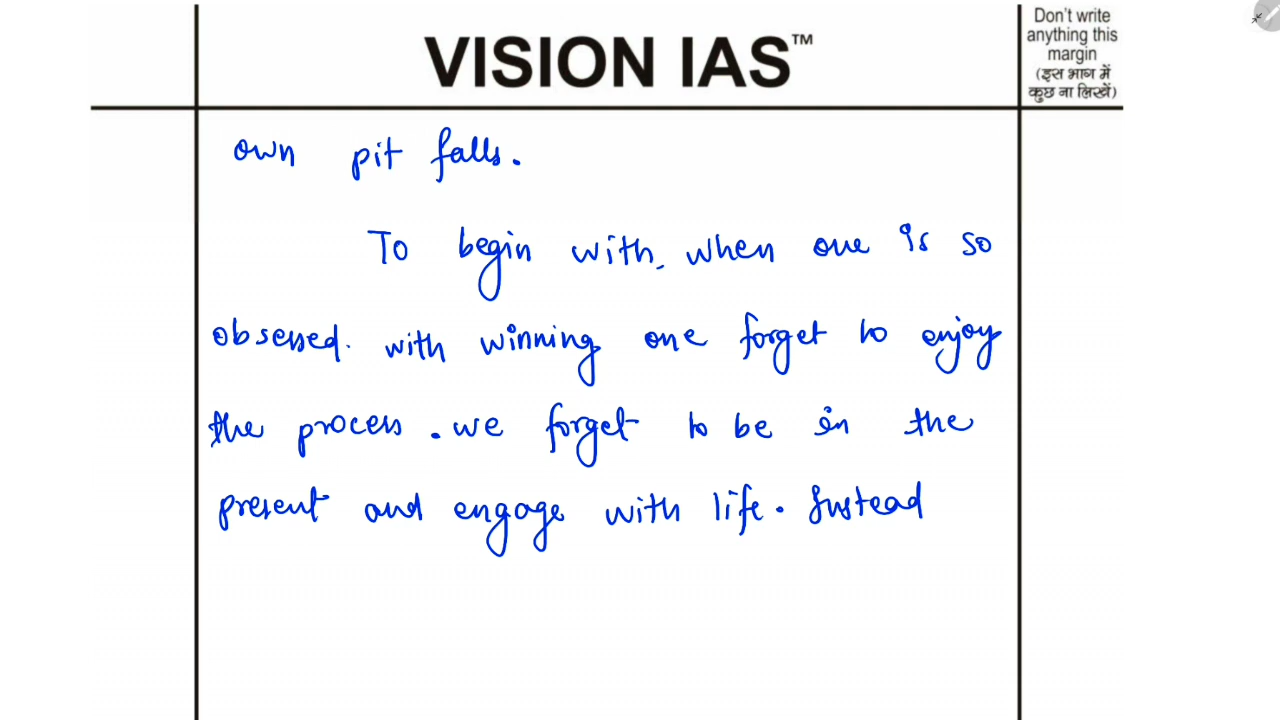 VISION IAS™
Don't write
anything this
margin
(इस भाग में
कुछ ना लिखें)
own pit falls.
To begin with, when one is so
obsessed. with winning one forget to enjoy
the process . we forget to be in the
present and engage with life. Instead